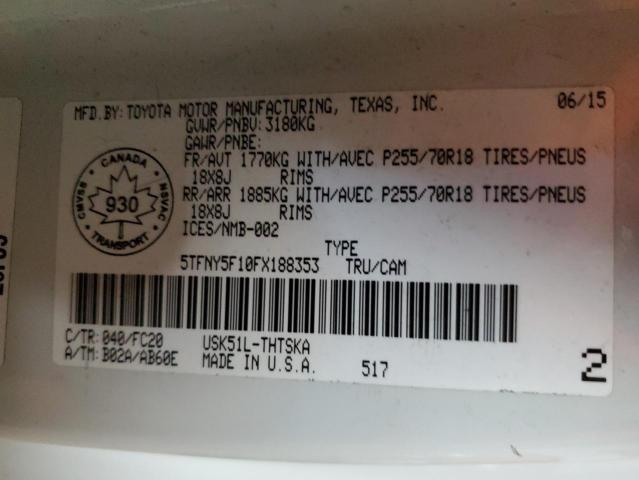 MFD.BY: TOYOTA MOTOR MANUFACTURING, TEXAS, INC. 06/15
GVWR/PNBV: 3180KG
GAWR/PNBE:
FR/AVT 1770KG WITH/AVEC P255/70R18 TIRES/PNEUS
18X8J RIMS
RR/ARR 1885KG WITH/AVEC P255/70R18 TIRES/PNEUS
18X8J RIMS
ICES/NMB-002
CANADA
CMVSS 930 NSVAC
TRANSPORT
TYPE
5TFNY5F10FX188353 TRU/CAM
C/TR: 040/FC20 USK51L-THTSKA
A/TM: B02A/AB60E MADE IN U.S.A. 517
2